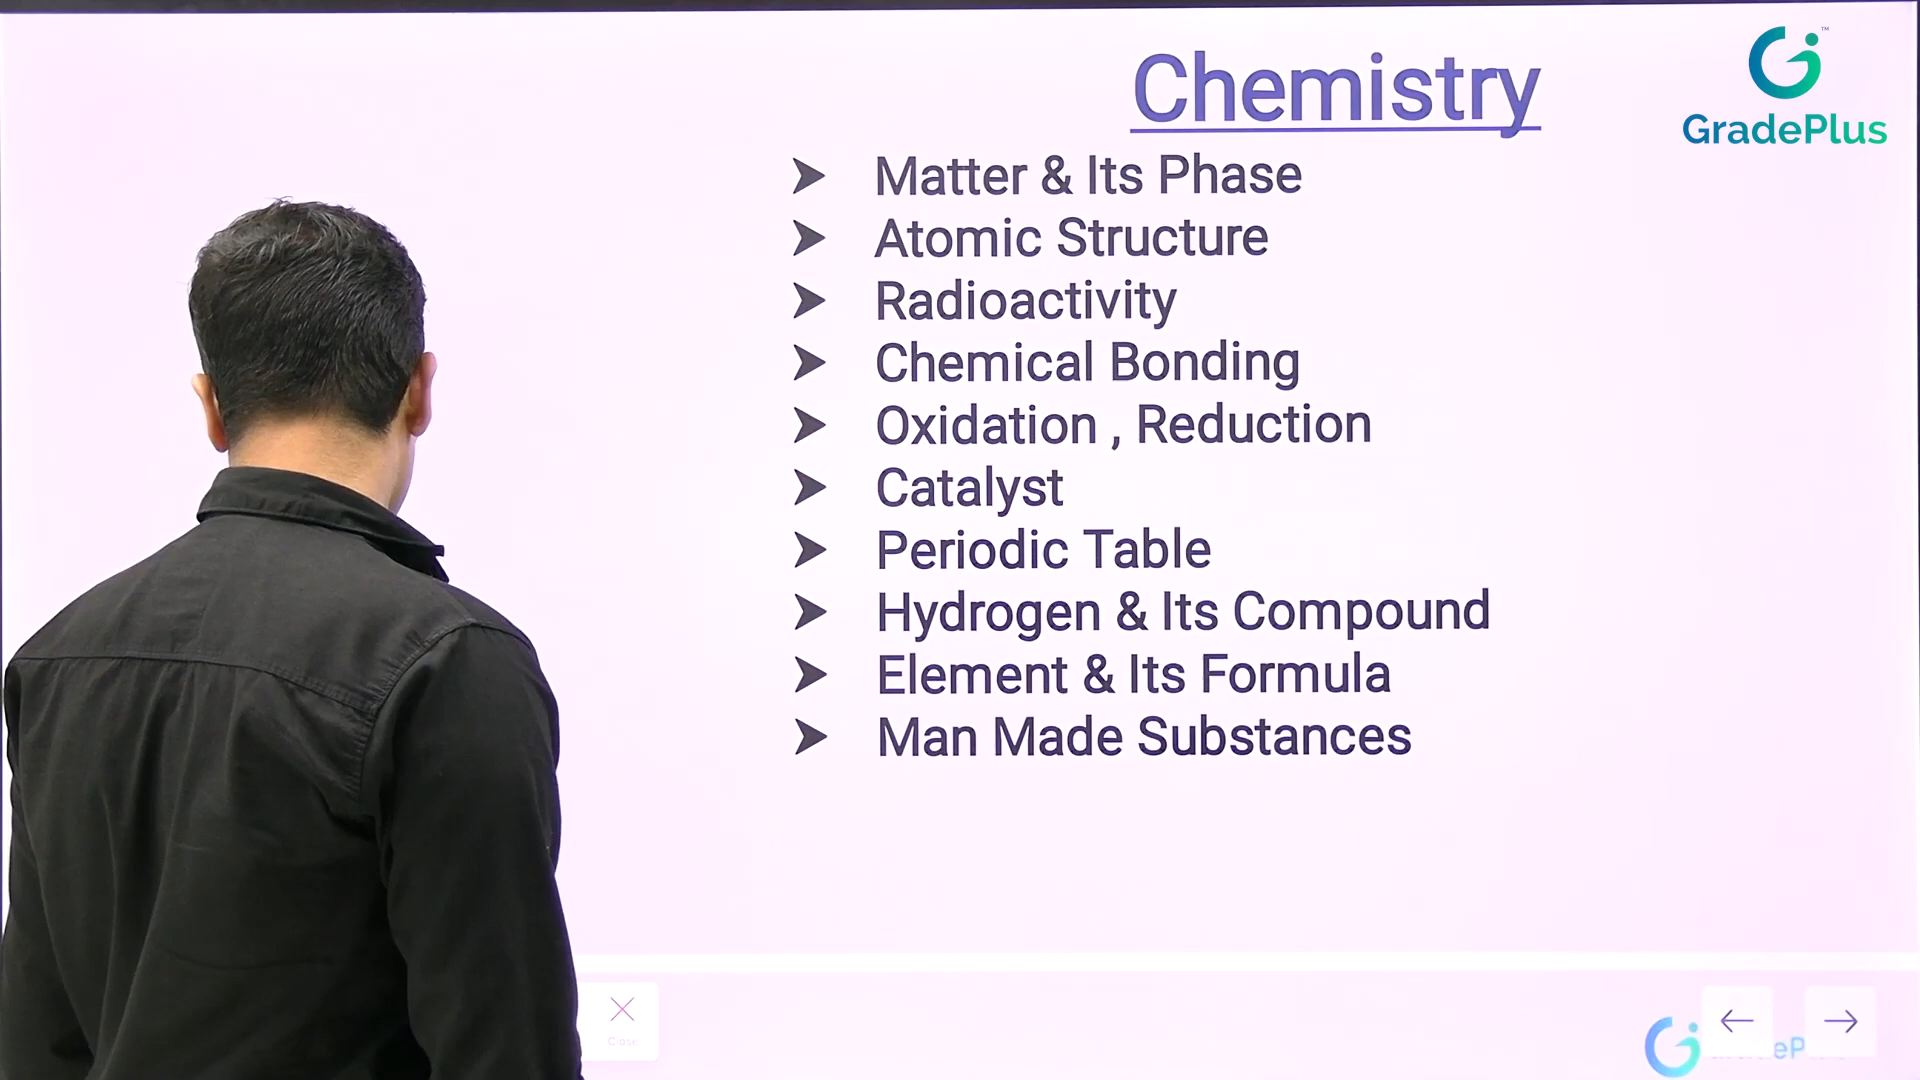 Chemistry
GradePlus
➤ Matter & Its Phase
➤ Atomic Structure
➤ Radioactivity
➤ Chemical Bonding
➤ Oxidation , Reduction
➤ Catalyst
➤ Periodic Table
➤ Hydrogen & Its Compound
➤ Element & Its Formula
➤ Man Made Substances
Close